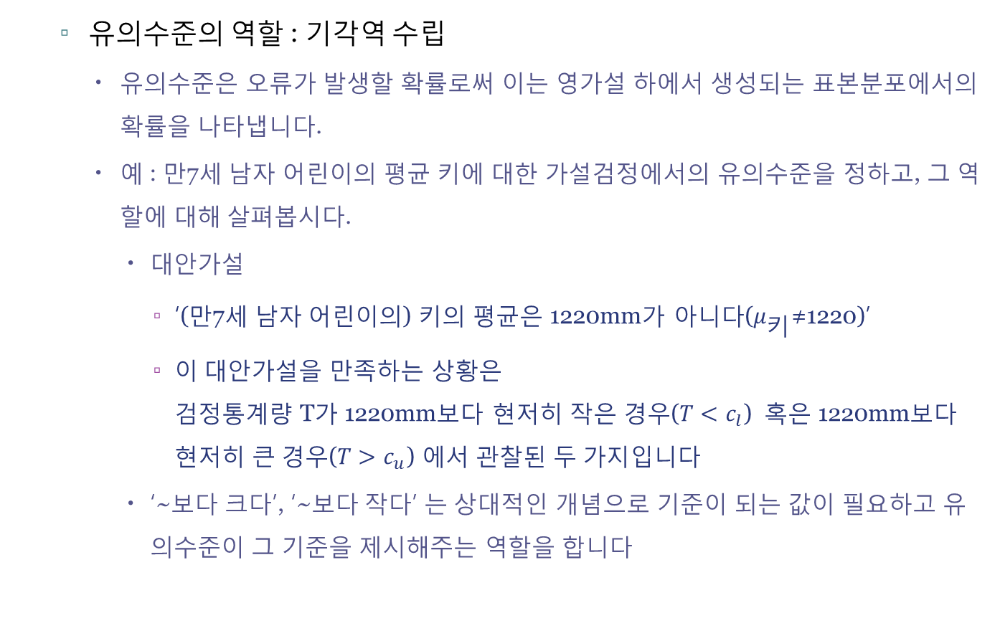 ▫ 유의수준의 역할 : 기각역 수립
• 유의수준은 오류가 발생할 확률로써 이는 영가설 하에서 생성되는 표본분포에서의
확률을 나타냅니다.
• 예 : 만7세 남자 어린이의 평균 키에 대한 가설검정에서의 유의수준을 정하고, 그 역
할에 대해 살펴봅시다.
• 대안가설
▫ ‘(만7세 남자 어린이의) 키의 평균은 1220mm가 아니다(μ키≠1220)’
▫ 이 대안가설을 만족하는 상황은
검정통계량 T가 1220mm보다 현저히 작은 경우(T < cl) 혹은 1220mm보다
현저히 큰 경우(T > cu) 에서 관찰된 두 가지입니다
• ‘~보다 크다’, ‘~보다 작다’ 는 상대적인 개념으로 기준이 되는 값이 필요하고 유
의수준이 그 기준을 제시해주는 역할을 합니다